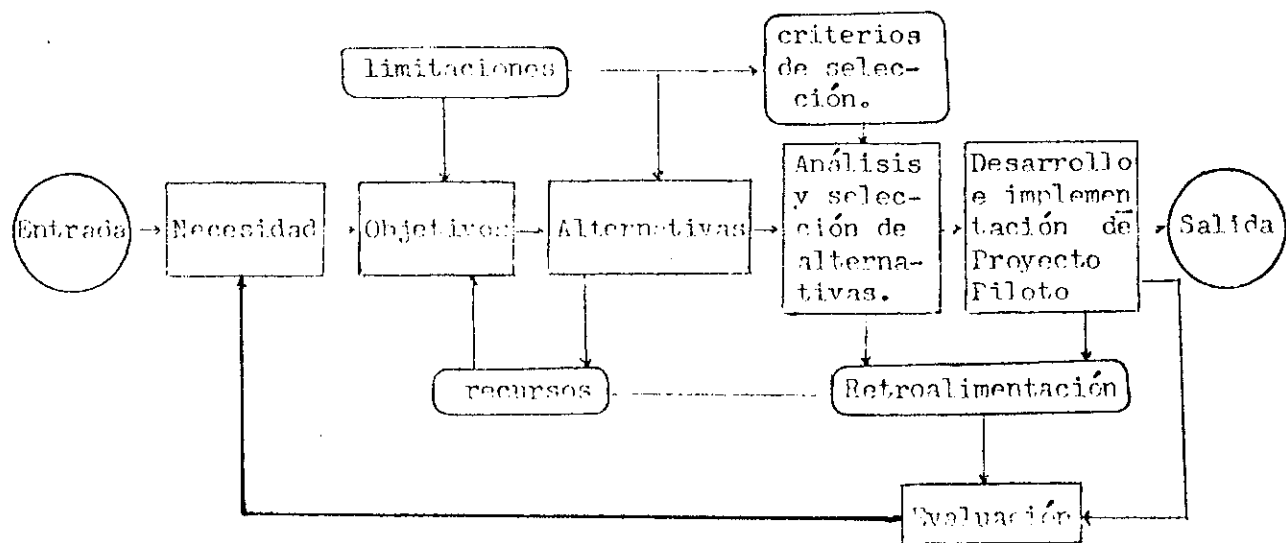 limitaciones
criterios
de selec-
ción.
Entrada
Necesidad
Objetivos
Alternativas
Análisis
y selec-
ción de
alterna-
tivas.
Desarrollo
e implemen
tación de
Proyecto
Piloto
Salida
recursos
Retroalimentación
Evaluación